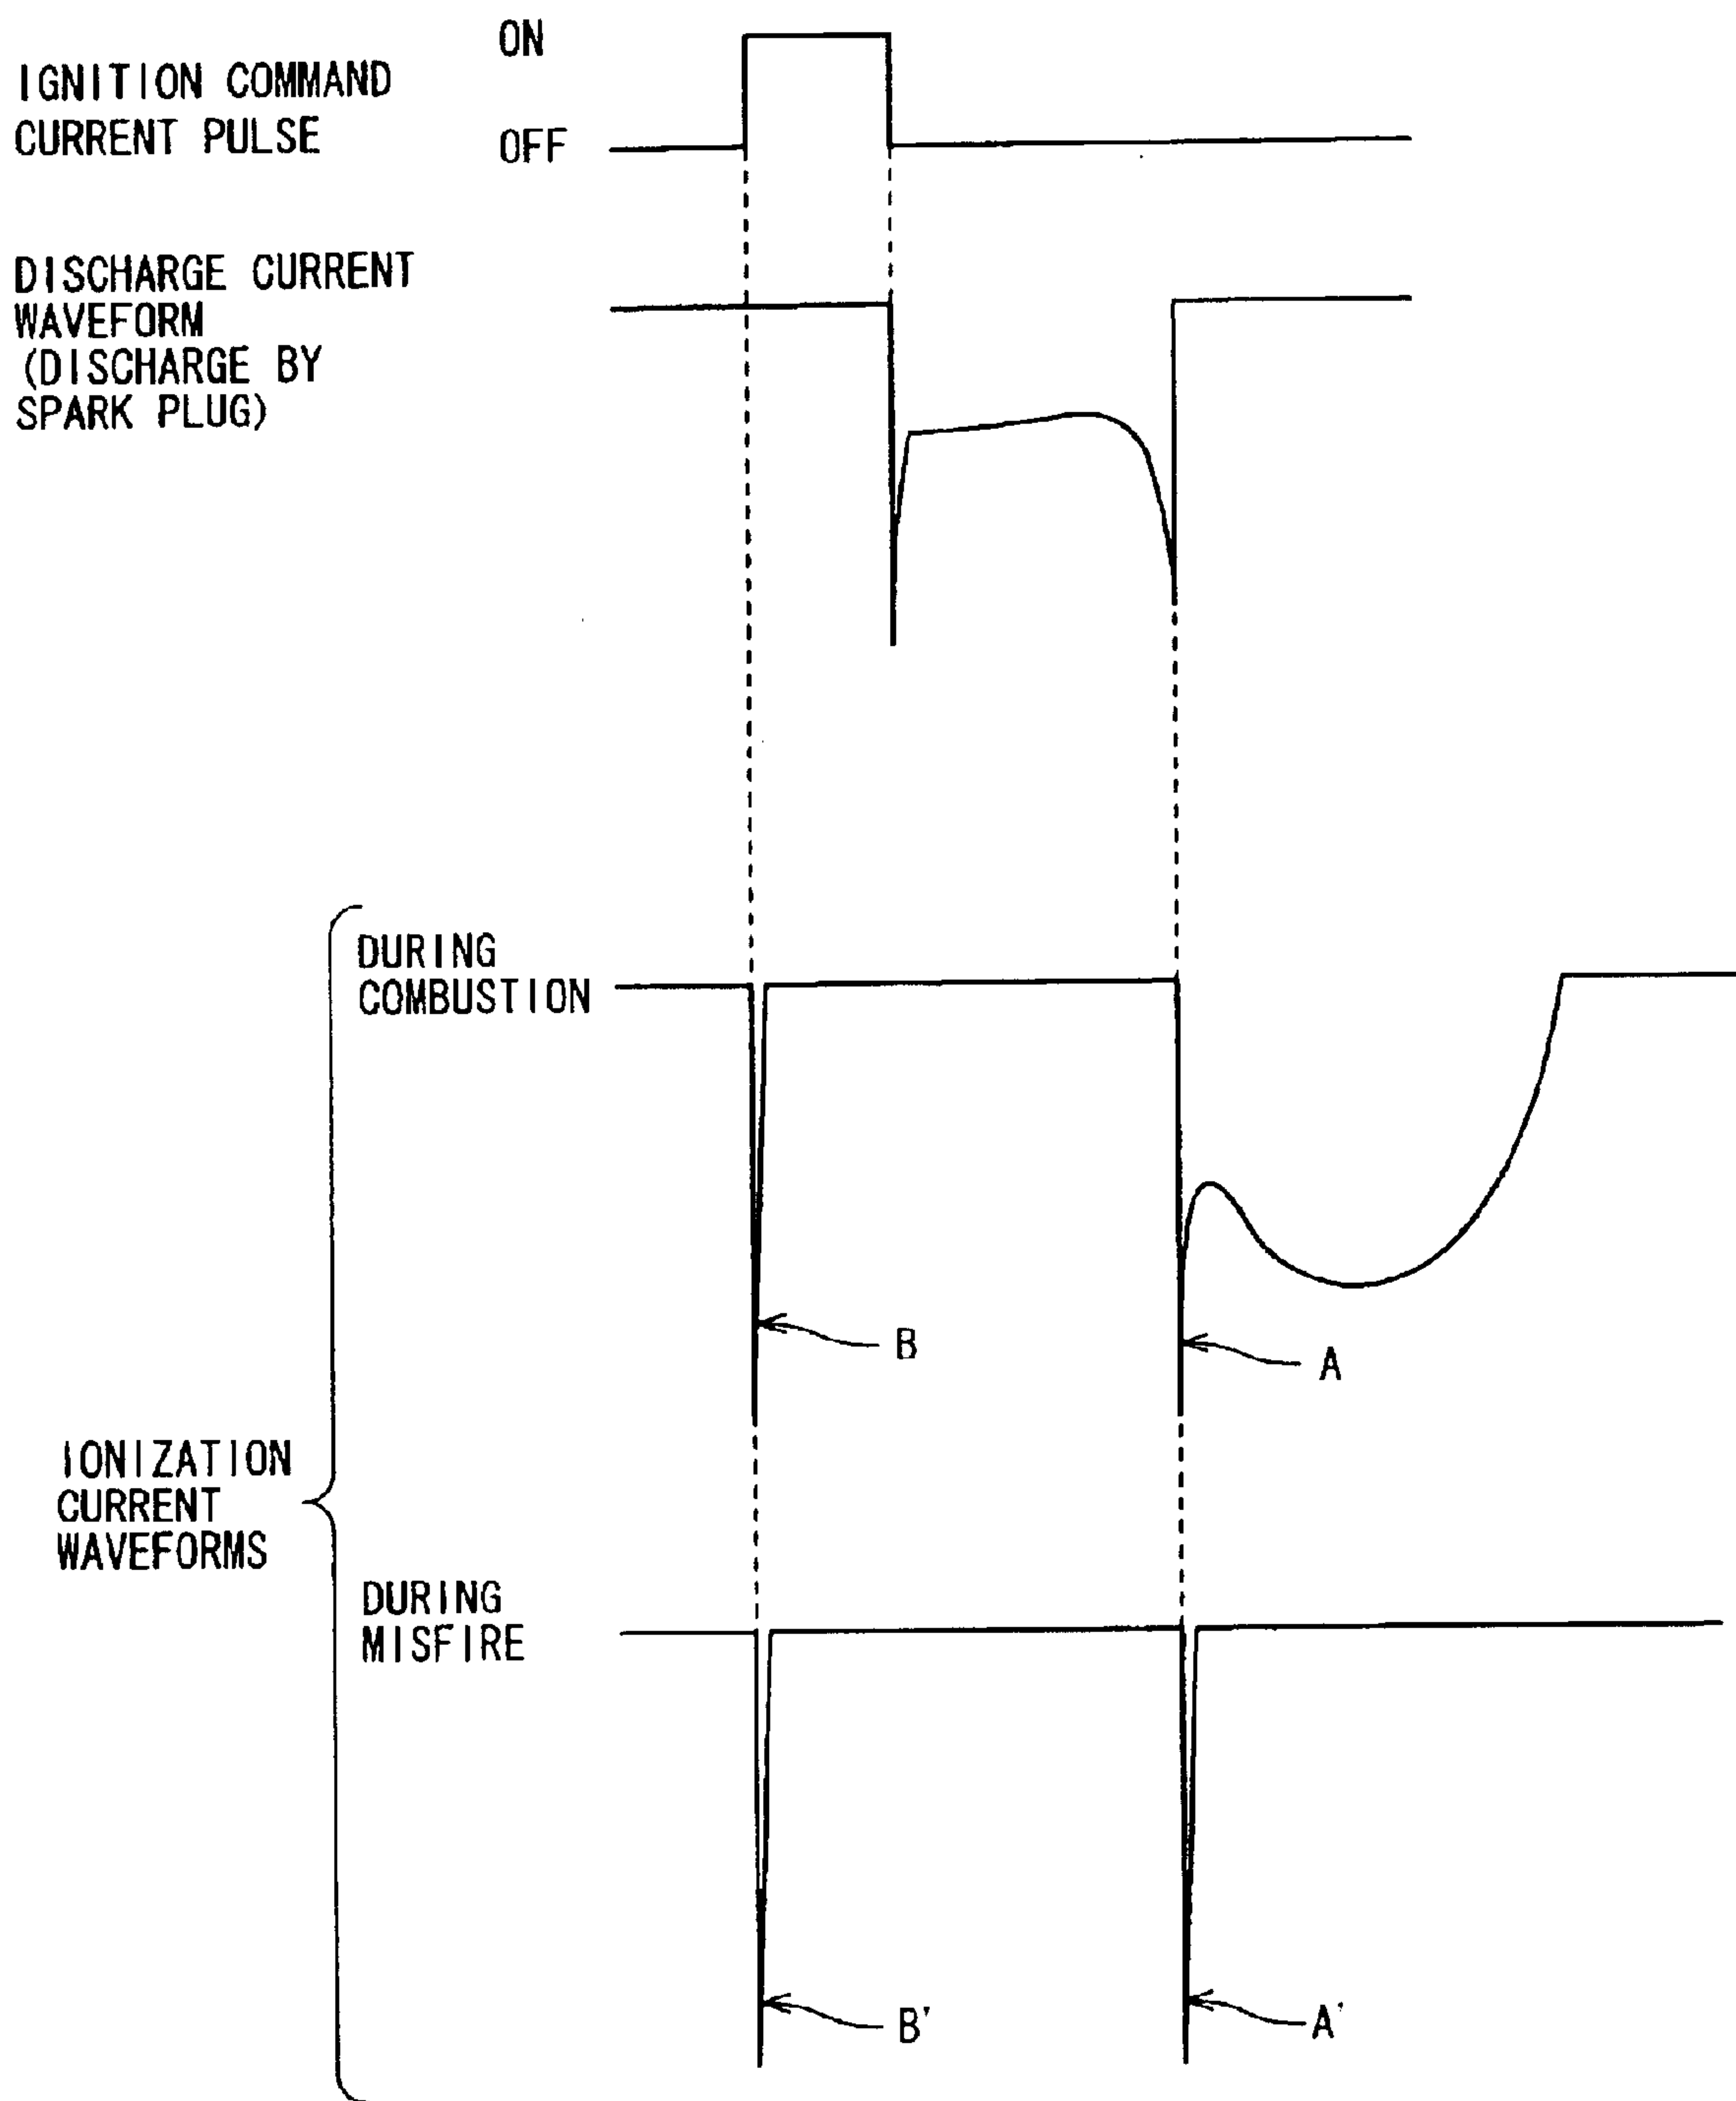 ON
IGNITION COMMAND
CURRENT PULSE
OFF
DISCHARGE CURRENT
WAVEFORM
(DISCHARGE BY
SPARK PLUG)
DURING
COMBUSTION
B
A
IONIZATION
CURRENT
WAVEFORMS
DURING
MISFIRE
B'
A'